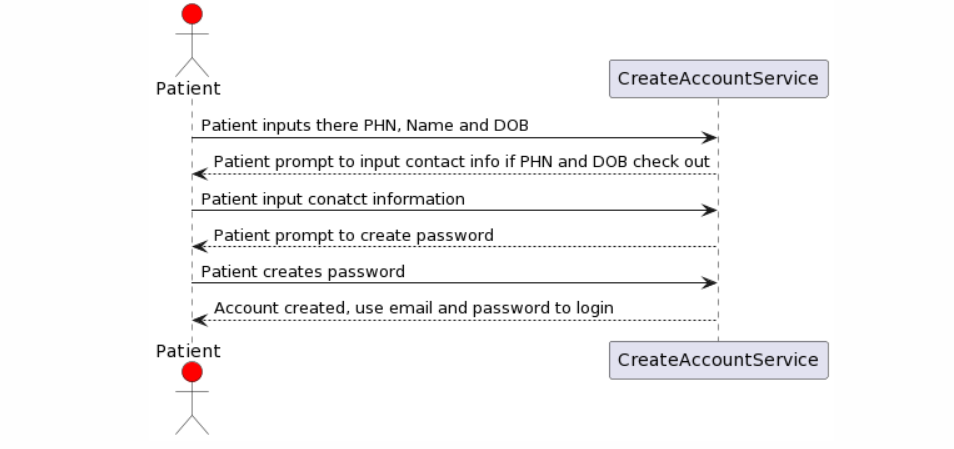 Patient
CreateAccountService
Patient inputs there PHN, Name and DOB
Patient prompt to input contact info if PHN and DOB check out
Patient input conatct information
Patient prompt to create password
Patient creates password
Account created, use email and password to login
Patient
CreateAccountService